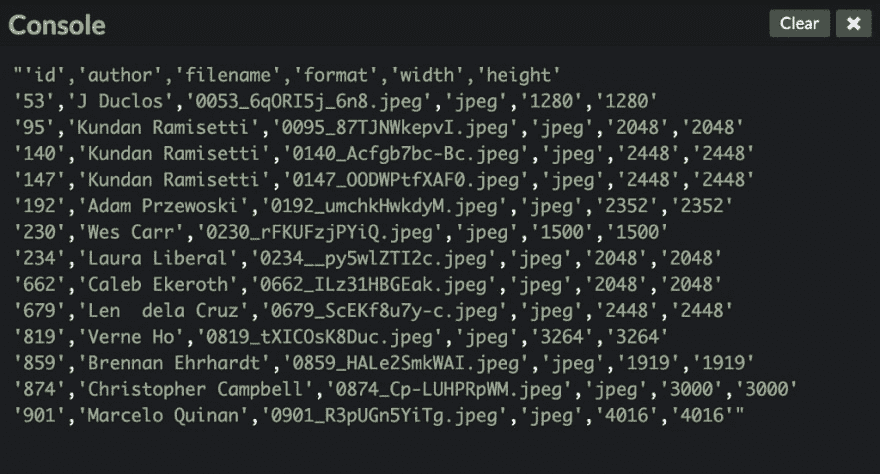 Console
Clear ✖
"'id','author','filename','format','width','height'
'53','J Duclos','0053_6qORI5j_6n8.jpeg','jpeg','1280','1280'
'95','Kundan Ramisetti','0095_87TJNWkepvI.jpeg','jpeg','2048','2048'
'140','Kundan Ramisetti','0140_Acfgb7bc-Bc.jpeg','jpeg','2448','2448'
'147','Kundan Ramisetti','0147_OODWPtfXAF0.jpeg','jpeg','2448','2448'
'192','Adam Przewoski','0192_umchkHwkdyM.jpeg','jpeg','2352','2352'
'230','Wes Carr','0230_rFKUFzjPYiQ.jpeg','jpeg','1500','1500'
'234','Laura Liberal','0234__py5wlZTI2c.jpeg','jpeg','2048','2048'
'662','Caleb Ekeroth','0662_ILz31HBGEak.jpeg','jpeg','2048','2048'
'679','Len  dela Cruz','0679_ScEKf8u7y-c.jpeg','jpeg','2448','2448'
'819','Verne Ho','0819_tXICOsK8Duc.jpeg','jpeg','3264','3264'
'859','Brennan Ehrhardt','0859_HALe2SmkWAI.jpeg','jpeg','1919','1919'
'874','Christopher Campbell','0874_Cp-LUHPRpWM.jpeg','jpeg','3000','3000'
'901','Marcelo Quinan','0901_R3pUGn5YiTg.jpeg','jpeg','4016','4016'"